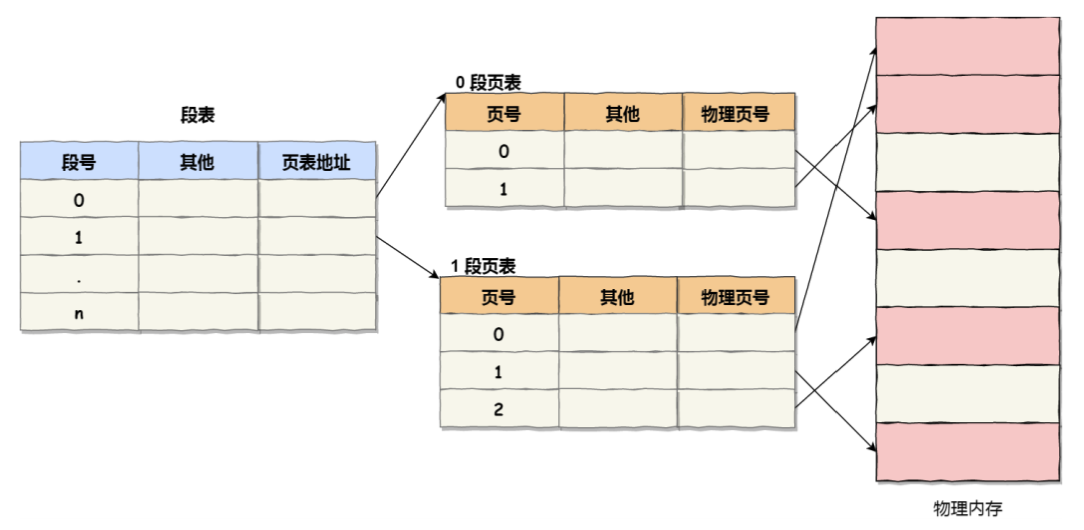 段表
段号 其他 页表地址
0
1
.
n
0 段页表
页号 其他 物理页号
0
1
1 段页表
页号 其他 物理页号
0
1
2
物理内存